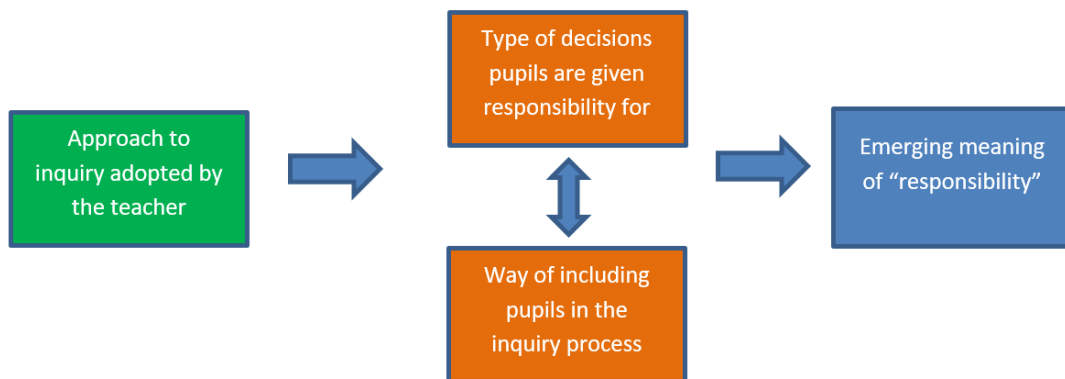 Approach to
inquiry adopted by
the teacher
Type of decisions
pupils are given
responsibility for
Way of including
pupils in the
inquiry process
Emerging meaning
of “responsibility”